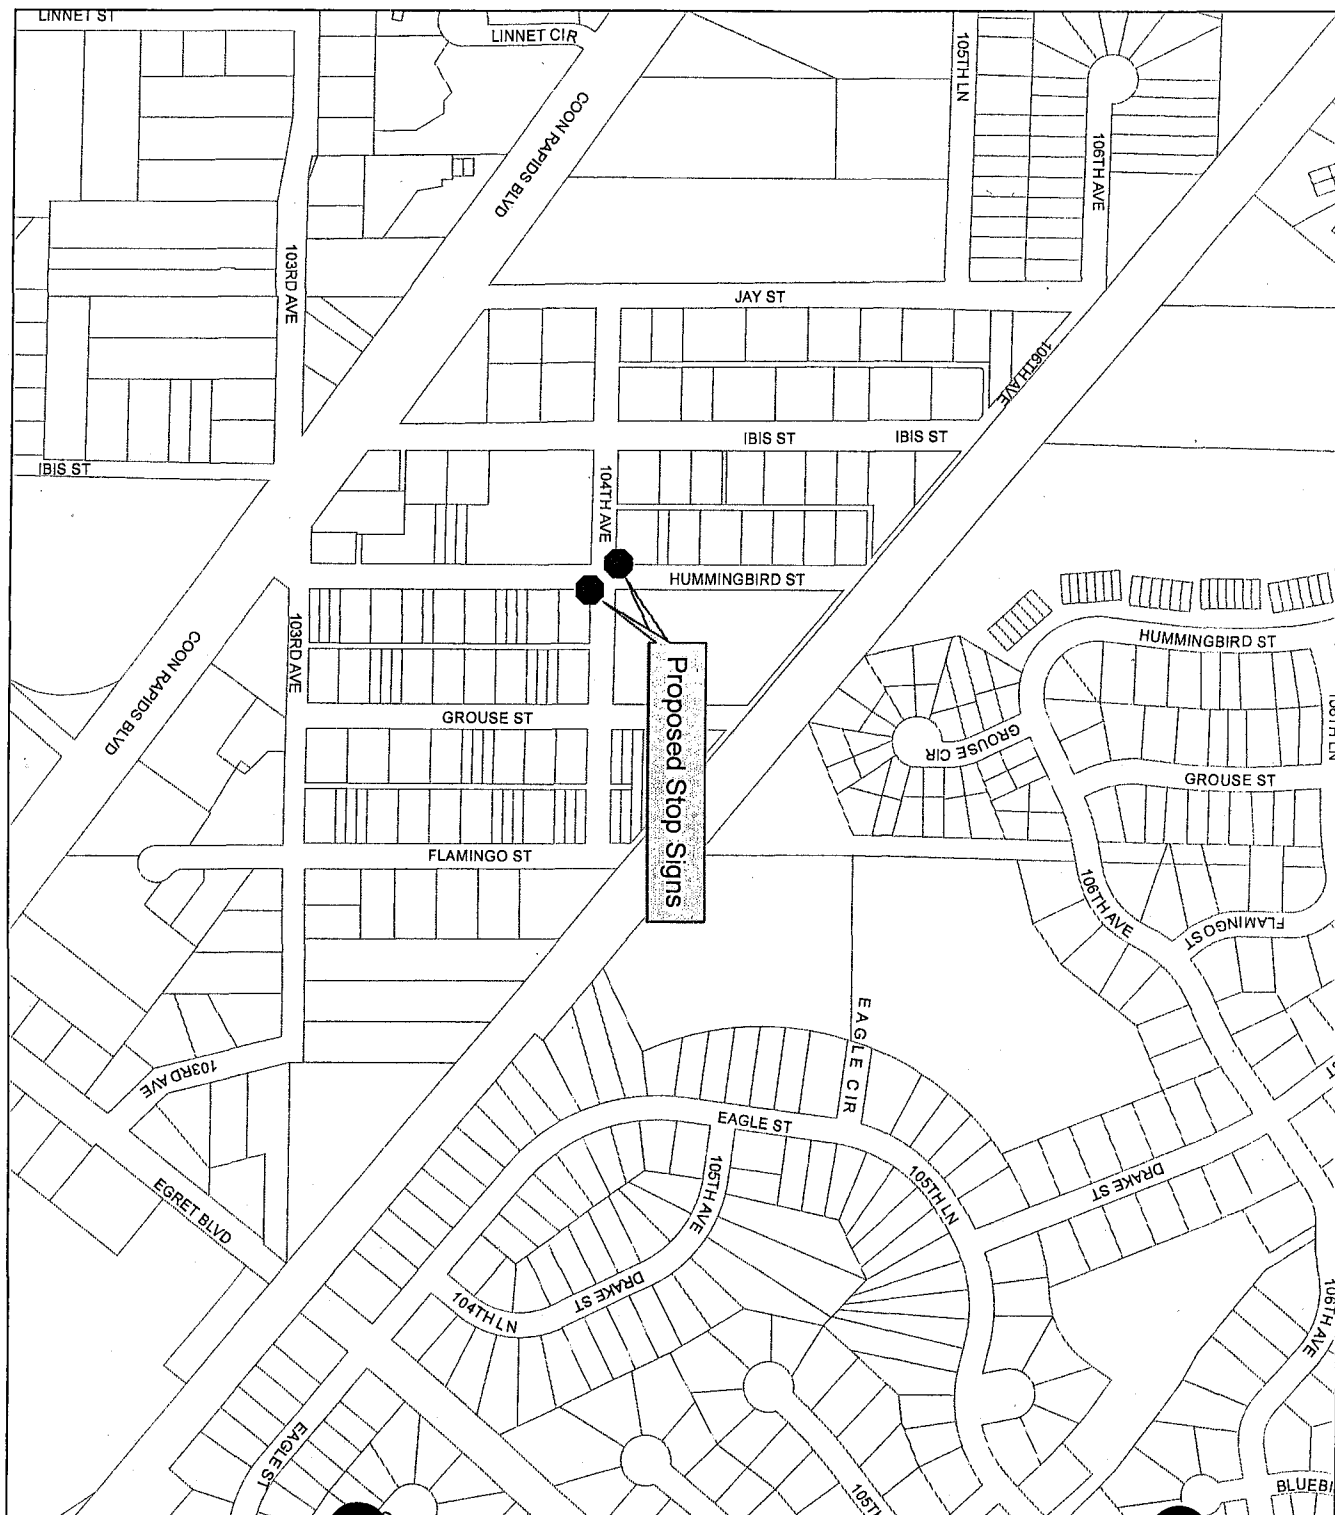 LINNET ST
LINNET CIR
105TH LN
106TH AVE
COON RAPIDS BLVD
103RD AVE
JAY ST
106TH AVE
IBIS ST
IBIS ST
IBIS ST
104TH AVE
HUMMINGBIRD ST
103RD AVE
COON RAPIDS BLVD
HUMMINGBIRD ST
Proposed Stop Signs
GROUSE ST
GROUSE CIR
GROUSE ST
FLAMINGO ST
106TH AVE
FLAMINGO ST
EAGLE CIR
103RD AVE
EAGLE ST
105TH AVE
105TH LN
DRAKE ST
EGRET BLVD
DRAKE ST
104TH LN
106TH AVE
EAGLE ST
105TH
BLUEBI